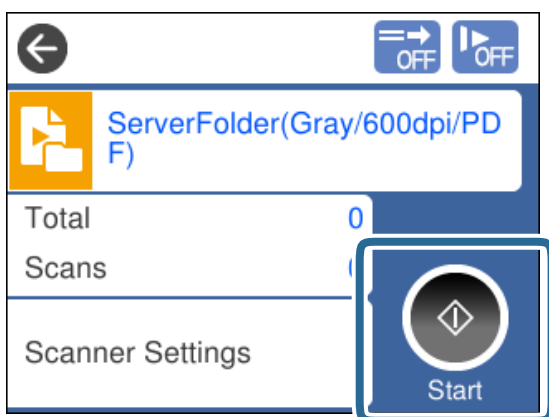 OFF
OFF
ServerFolder(Gray/600dpi/PD
F)
Total 0
Scans
Scanner Settings
Start